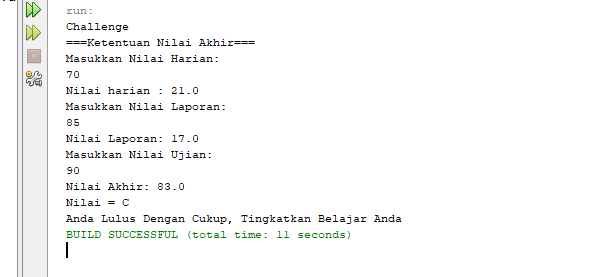 run:
Challenge
===Ketentuan Nilai Akhir===
Masukkan Nilai Harian:
70
Nilai harian : 21.0
Masukkan Nilai Laporan:
85
Nilai Laporan: 17.0
Masukkan Nilai Ujian:
90
Nilai Akhir: 83.0
Nilai = C
Anda Lulus Dengan Cukup, Tingkatkan Belajar Anda
BUILD SUCCESSFUL (total time: 11 seconds)